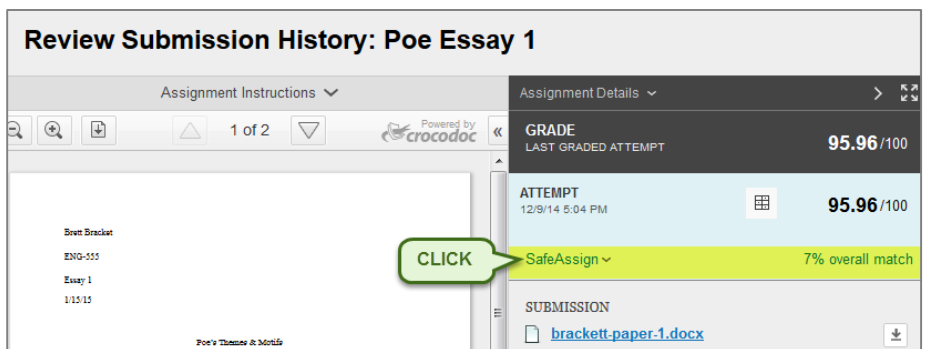 Review Submission History: Poe Essay 1
Assignment Instructions
Assignment Details
1 of 2
Powered by
crocodoc
«
GRADE
LAST GRADED ATTEMPT
95.96/100
ATTEMPT
12/9/14 5:04 PM
95.96/100
Brett Bracket
ENG-555
Essay 1
1/15/15
Poe's Themes & Motifs
CLICK
SafeAssign
7% overall match
SUBMISSION
brackett-paper-1.docx